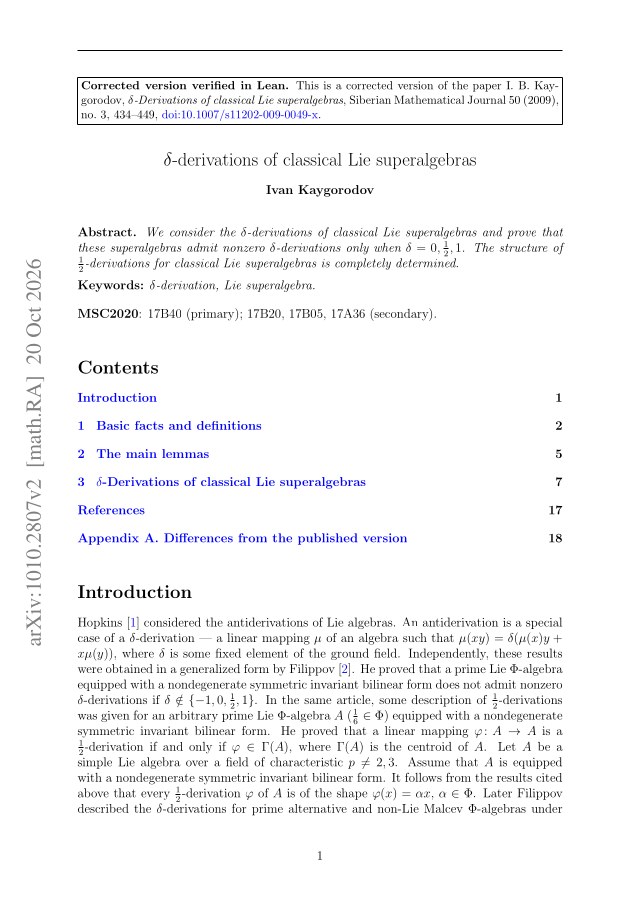 Corrected version verified in Lean. This is a corrected version of the paper I. B. Kay-
gorodov, δ-Derivations of classical Lie superalgebras, Siberian Mathematical Journal 50 (2009),
no. 3, 434–449, doi:10.1007/s11202-009-0049-x.
δ-derivations of classical Lie superalgebras
Ivan Kaygorodov
Abstract. We consider the δ-derivations of classical Lie superalgebras and prove that
these superalgebras admit nonzero δ-derivations only when δ = 0, 1/2, 1. The structure of
1/2-derivations for classical Lie superalgebras is completely determined.
Keywords: δ-derivation, Lie superalgebra.
MSC2020: 17B40 (primary); 17B20, 17B05, 17A36 (secondary).
Contents
Introduction 1
1 Basic facts and definitions 2
2 The main lemmas 5
3 δ-Derivations of classical Lie superalgebras 7
References 17
Appendix A. Differences from the published version 18
Introduction
Hopkins [1] considered the antiderivations of Lie algebras. An antiderivation is a special
case of a δ-derivation — a linear mapping μ of an algebra such that μ(xy) = δ(μ(x)y +
xμ(y)), where δ is some fixed element of the ground field. Independently, these results
were obtained in a generalized form by Filippov [2]. He proved that a prime Lie Φ-algebra
equipped with a nondegenerate symmetric invariant bilinear form does not admit nonzero
δ-derivations if δ ∉ {−1, 0, 1/2, 1}. In the same article, some description of 1/2-derivations
was given for an arbitrary prime Lie Φ-algebra A (1/6 ∈ Φ) equipped with a nondegenerate
symmetric invariant bilinear form. He proved that a linear mapping φ: A → A is a
1/2-derivation if and only if φ ∈ Γ(A), where Γ(A) is the centroid of A. Let A be a
simple Lie algebra over a field of characteristic p ≠ 2, 3. Assume that A is equipped
with a nondegenerate symmetric invariant bilinear form. It follows from the results cited
above that every 1/2-derivation φ of A is of the shape φ(x) = αx, α ∈ Φ. Later Filippov
described the δ-derivations for prime alternative and non-Lie Malcev Φ-algebras under
1
arXiv:1010.2807v2 [math.RA] 20 Oct 2026